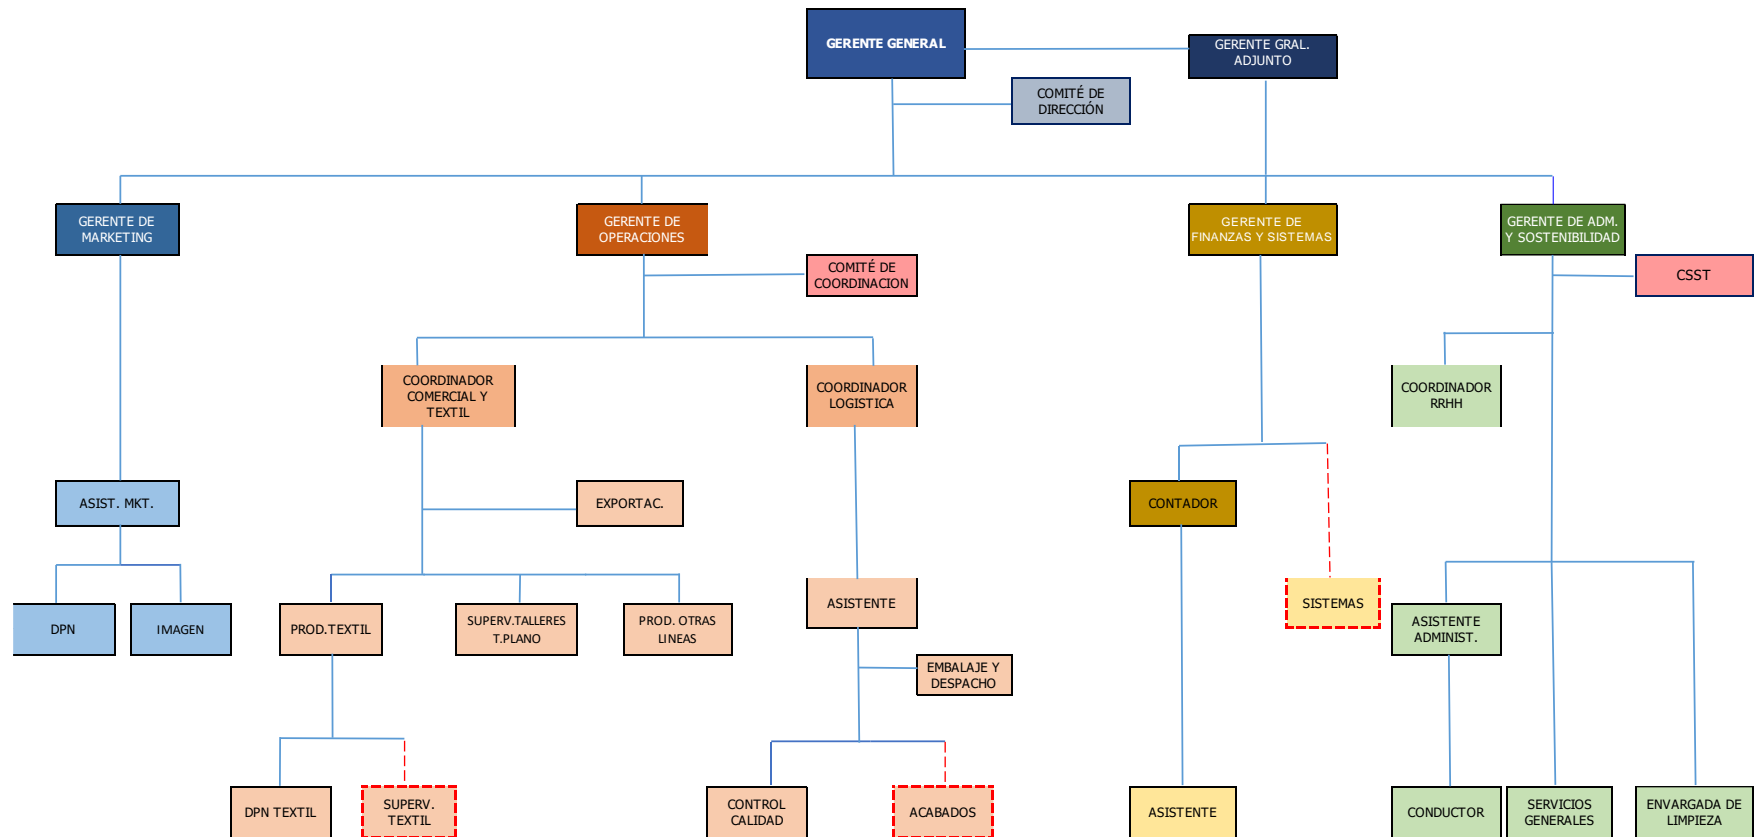 GERENTE GENERAL
GERENTE GRAL.
ADJUNTO
COMITÉ DE
DIRECCIÓN
GERENTE DE
MARKETING
GERENTE DE
OPERACIONES
GERENTE DE
FINANZAS Y SISTEMAS
GERENTE DE ADM.
Y SOSTENIBILIDAD
COMITÉ DE
COORDINACION
CSST
COORDINADOR
COMERCIAL Y
TEXTIL
COORDINADOR
LOGISTICA
COORDINADOR
RRHH
ASIST. MKT.
EXPORTAC.
CONTADOR
DPN
IMAGEN
PROD.TEXTIL
SUPERV.TALLERES
T.PLANO
PROD. OTRAS
LINEAS
ASISTENTE
SISTEMAS
ASISTENTE
ADMINIST.
EMBALAJE Y
DESPACHO
DPN TEXTIL
SUPERV.
TEXTIL
CONTROL
CALIDAD
ACABADOS
ASISTENTE
CONDUCTOR
SERVICIOS
GENERALES
ENVARGADA DE
LIMPIEZA